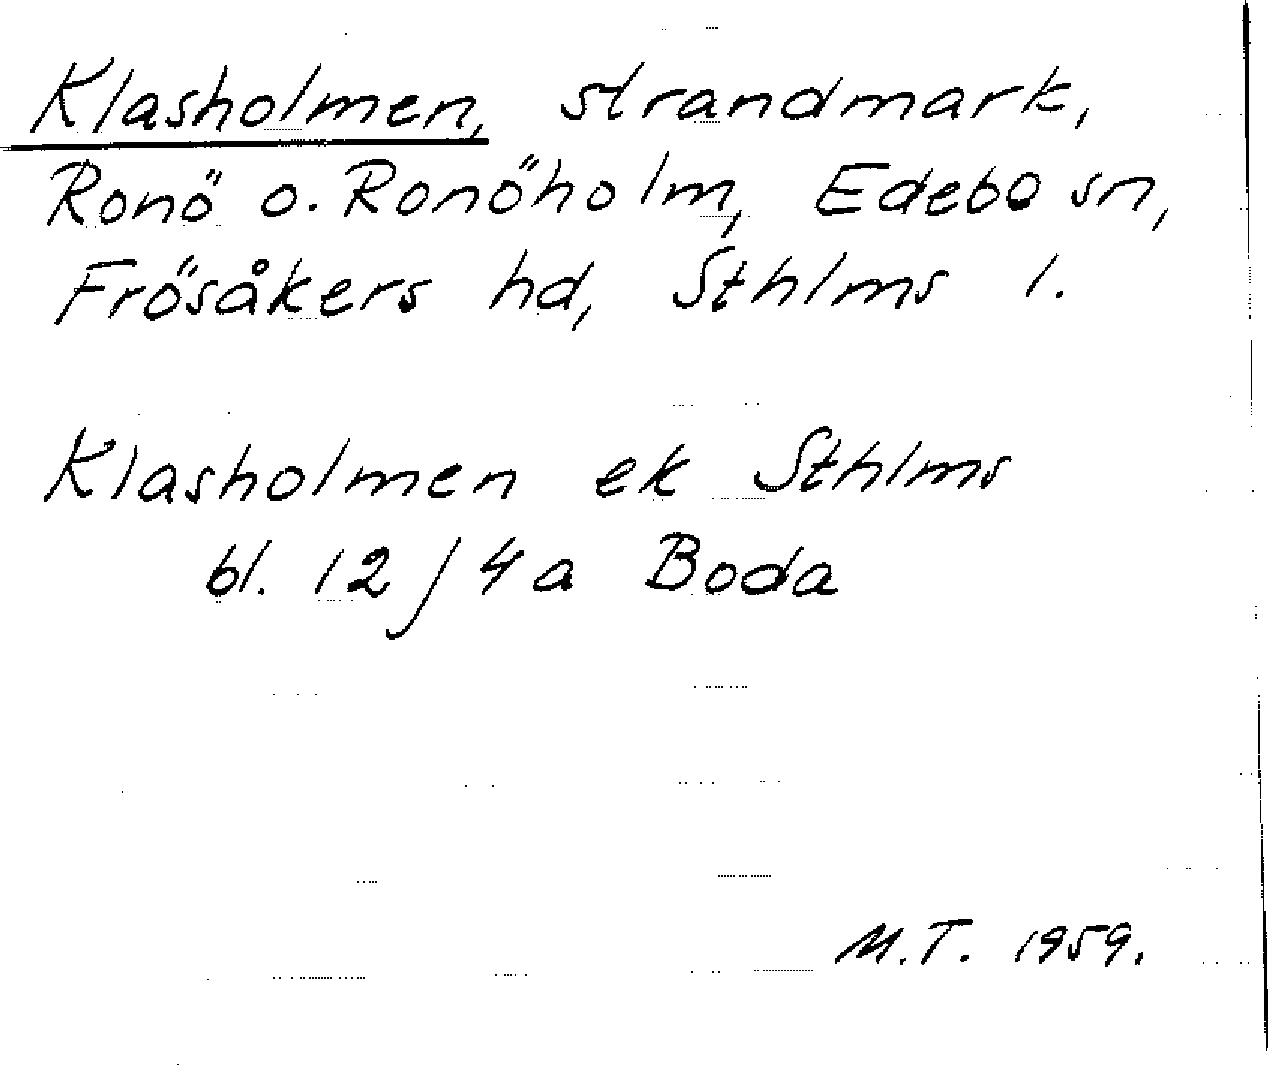 Klasholmen, strandmark,
Ronö o. Ronöholm, Edebo sn,
Frösåkers hd, Sthlms l.
Klasholmen ek Sthlms
bl. 12 / 4a Boda
M.T. 1959.